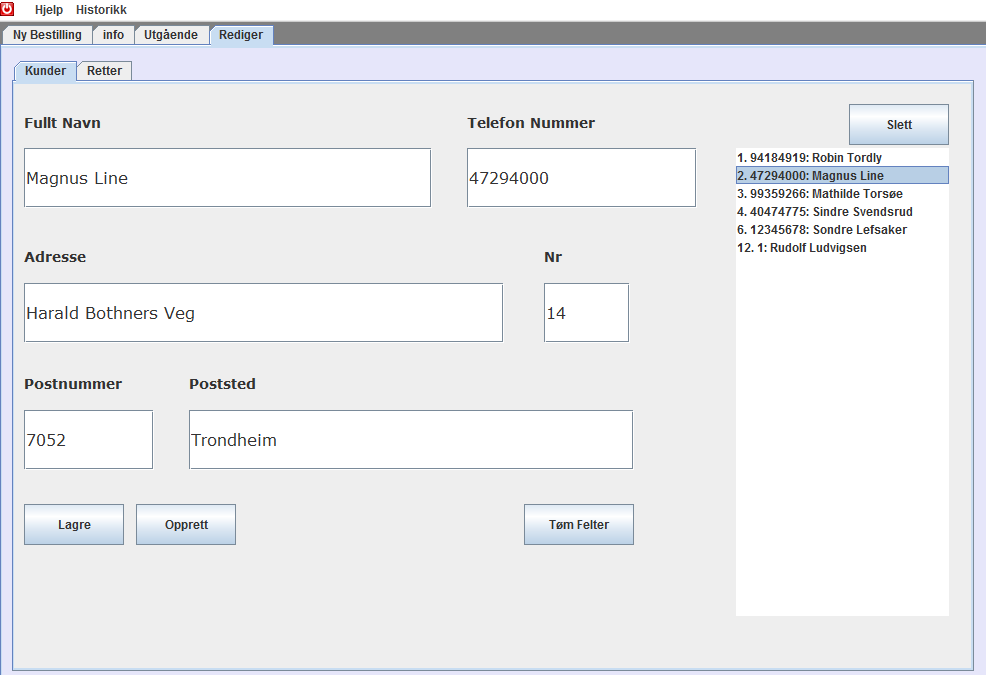 Hjelp Historikk
Ny Bestilling info Utgående Rediger
Kunder Retter
Fullt Navn Telefon Nummer Slett
Magnus Line 47294000
1. 94184919: Robin Tordly
2. 47294000: Magnus Line
3. 99359266: Mathilde Torsøe
4. 40474775: Sindre Svendsrud
6. 12345678: Sondre Lefsaker
12. 1: Rudolf Ludvigsen
Adresse Nr
Harald Bothners Veg 14
Postnummer Poststed
7052 Trondheim
Lagre Opprett Tøm Felter